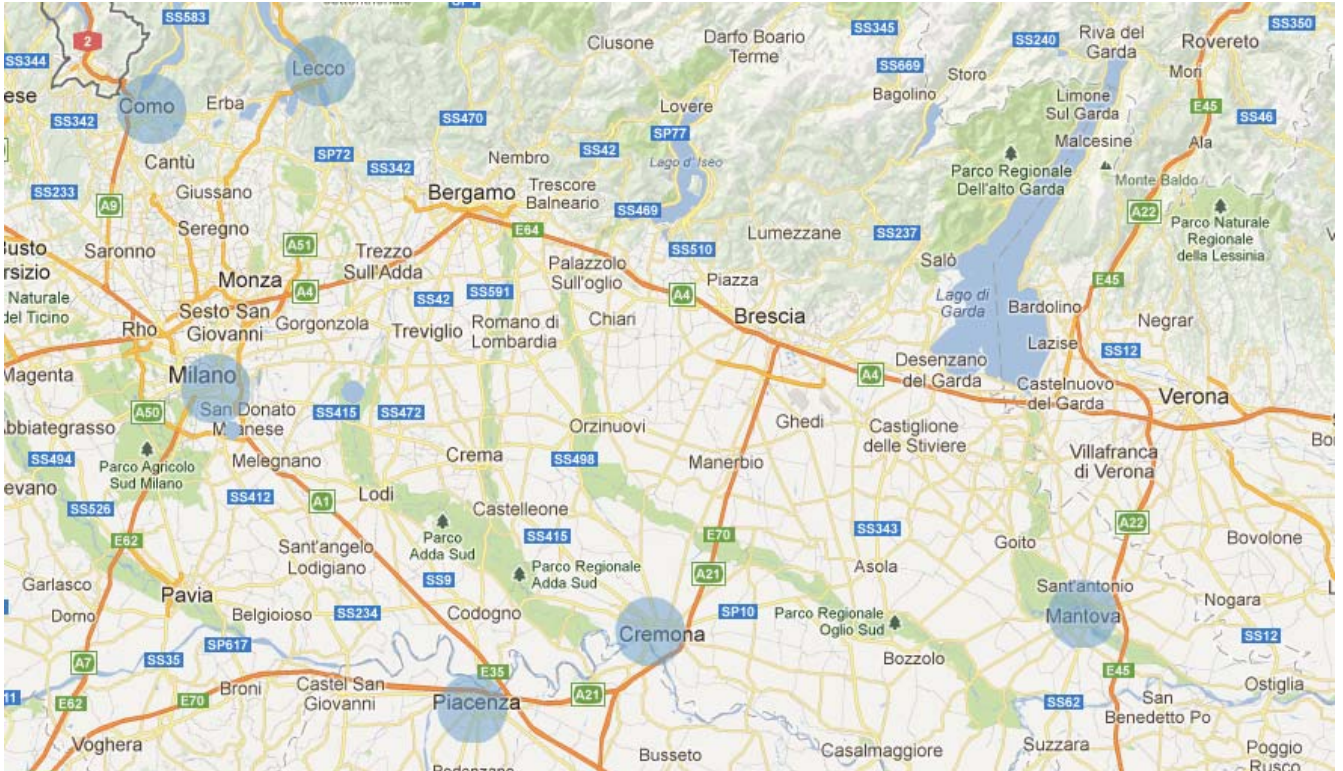 SS583
SP1
SS345
SS350
2
Clusone
Darfo Boario
Terme
SS240
Riva del
Garda
Rovereto
SS344
Lecco
SS669
Storo
Mori
ese
Como
Erba
Bagolino
Limone
Sul Garda
E45
SS342
SS470
Lovere
SS46
SP77
Malcesine
Cantù
SP72
SS342
Nembro
SS42
Lago d'Iseo
Parco Regionale
Dell'alto Garda
Ala
Monte Baldo
SS233
Giussano
Bergamo
Trescore
Balneario
A9
SS469
A22
Parco Naturale
Regionale
della Lessinia
Seregno
E64
Lumezzane
SS237
Busto
rsizio
Saronno
A51
Trezzo
Sull'Adda
SS510
Salò
Monza
Palazzolo
Sull'oglio
Piazza
E45
Naturale
del Ticino
A4
SS42
SS591
A4
Lago di
Garda
Bardolino
Sesto San
Giovanni
Rho
Gorgonzola
Treviglio
Romano di
Lombardia
Chiari
Brescia
Negrar
Lazise
SS12
Magenta
Milano
Desenzano
del Garda
A4
Castelnuovo
del Garda
Verona
A50
San Donato
Milanese
SS415
SS472
Abbiategrasso
Orzinuovi
Ghedi
Castiglione
delle Stiviere
SS494
Parco Agricolo
Sud Milano
Melegnano
Crema
SS498
Manerbio
Villafranca
di Verona
evano
SS412
A1
Lodi
SS526
Castelleone
SS343
A22
E62
Sant'angelo
Lodigiano
Parco
Adda Sud
SS415
E70
Goito
Bovolone
Garlasco
Pavia
SS9
Parco Regionale
Adda Sud
A21
Asola
Sant'antonio
Mantova
Dorno
Belgioioso
SS234
Codogno
SP10
Parco Regionale
Oglio Sud
Nogara
Cremona
SS12
SP617
A7
SS35
E35
Bozzolo
E45
11
E62
E70
Broni
Castel San
Giovanni
Piacenza
A21
SS62
San
Benedetto Po
Ostiglia
Voghera
Busseto
Casalmaggiore
Suzzara
Poggio
Rusco